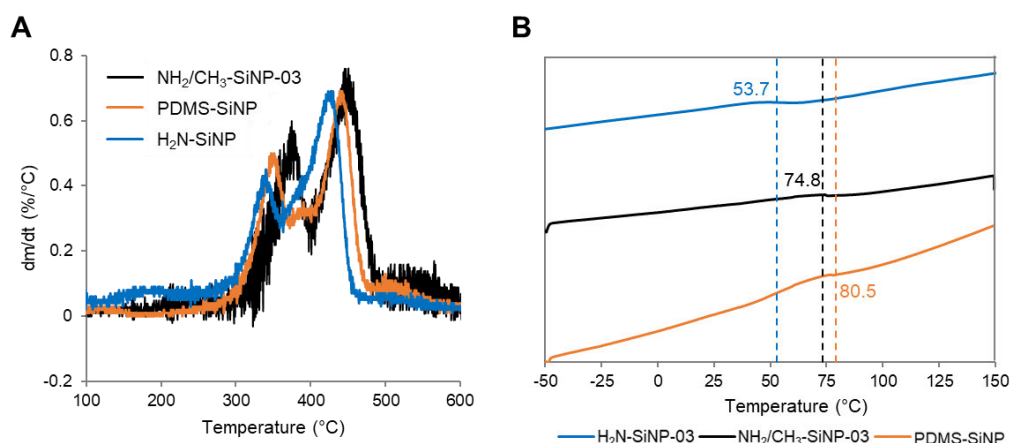 A
0.8
0.6
0.4
0.2
0
-0.2
dm/dt (%/°C)
NH₂/CH₃-SiNP-03
PDMS-SiNP
H₂N-SiNP
100 200 300 400 500 600
Temperature (°C)
B
53.7
74.8
80.5
-50 -25 0 25 50 75 100 125 150
Temperature (°C)
H₂N-SiNP-03 NH₂/CH₃-SiNP-03 PDMS-SiNP